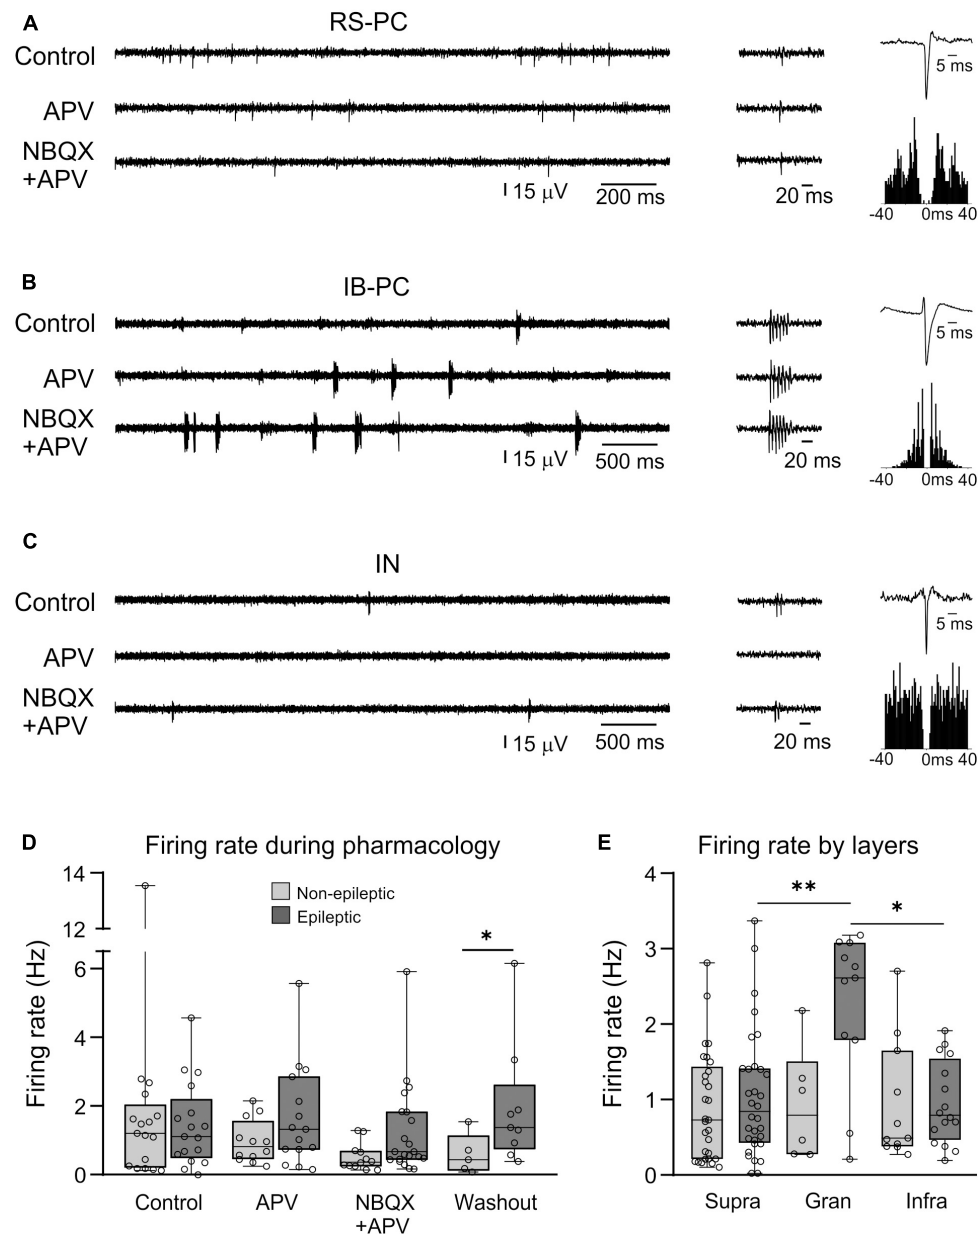 A
RS-PC
Control
APV
NBQX
+APV
15 μV
200 ms
20 ms
5 ms
-40 0ms 40
B
IB-PC
Control
APV
NBQX
+APV
15 μV
500 ms
20 ms
5 ms
-40 0ms 40
C
IN
Control
APV
NBQX
+APV
15 μV
500 ms
20 ms
5 ms
-40 0ms 40
D
Firing rate during pharmacology
Firing rate (Hz)
14
12
6
4
2
0
Non-epileptic
Epileptic
*
Control
APV
NBQX
+APV
Washout
E
Firing rate by layers
Firing rate (Hz)
4
3
2
1
0
**
*
Supra
Gran
Infra